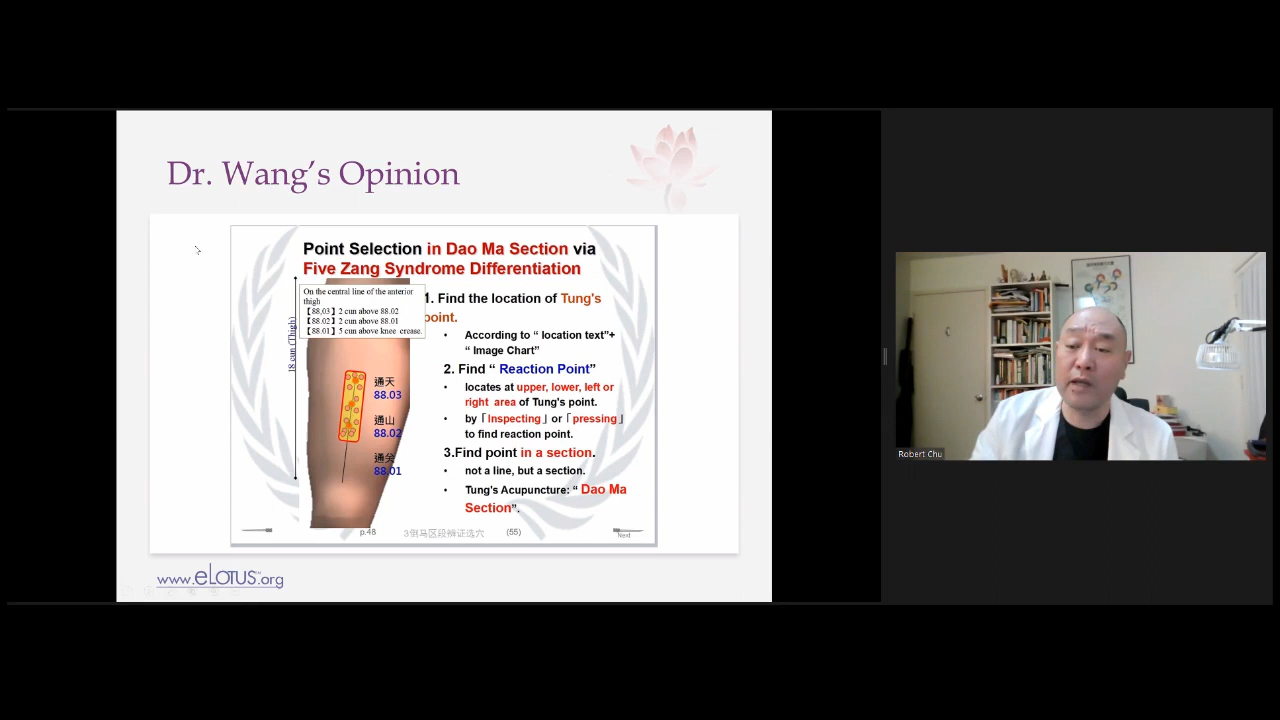 Dr. Wang's Opinion
Point Selection in Dao Ma Section via
Five Zang Syndrome Differentiation
On the central line of the anterior
thigh
【88.03】2 cun above 88.02
【88.02】2 cun above 88.01
【88.01】5 cun above knee crease.
18 cun (Thigh)
通天
88.03
通山
88.02
通关
88.01
1. Find the location of Tung's
point.
• According to “ location text”+
“ Image Chart”
2. Find “ Reaction Point”
• locates at upper, lower, left or
right area of Tung's point.
• by「Inspecting」or「pressing」
to find reaction point.
3.Find point in a section.
• not a line, but a section.
• Tung's Acupuncture: “ Dao Ma
Section”.
p.48
3倒马区段辨证选穴
(55)
Next
www.eLOTUS.org
Robert Chu